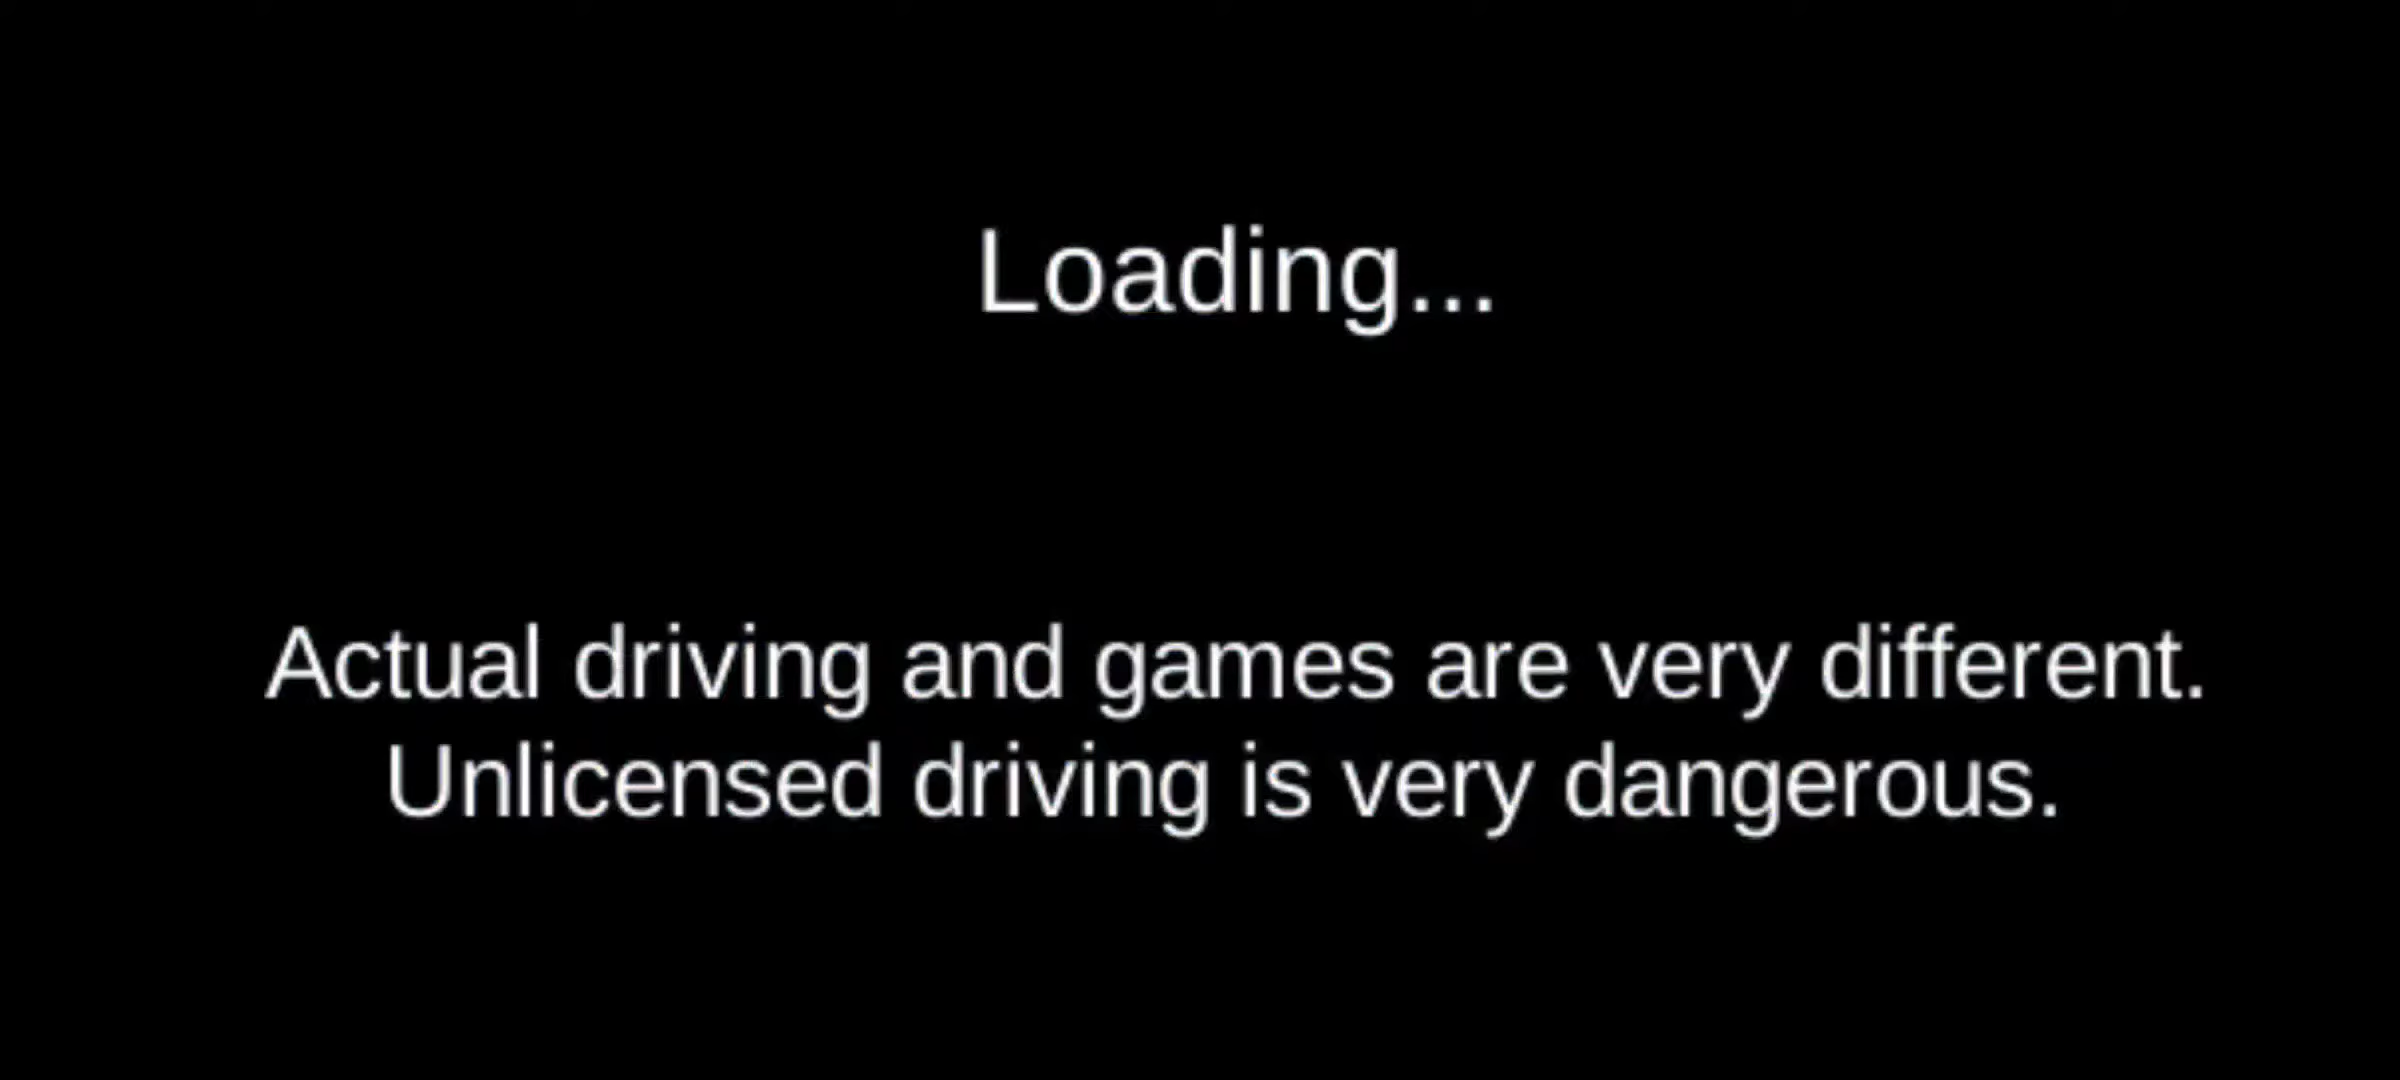 Loading...
Actual driving and games are very different.
Unlicensed driving is very dangerous.